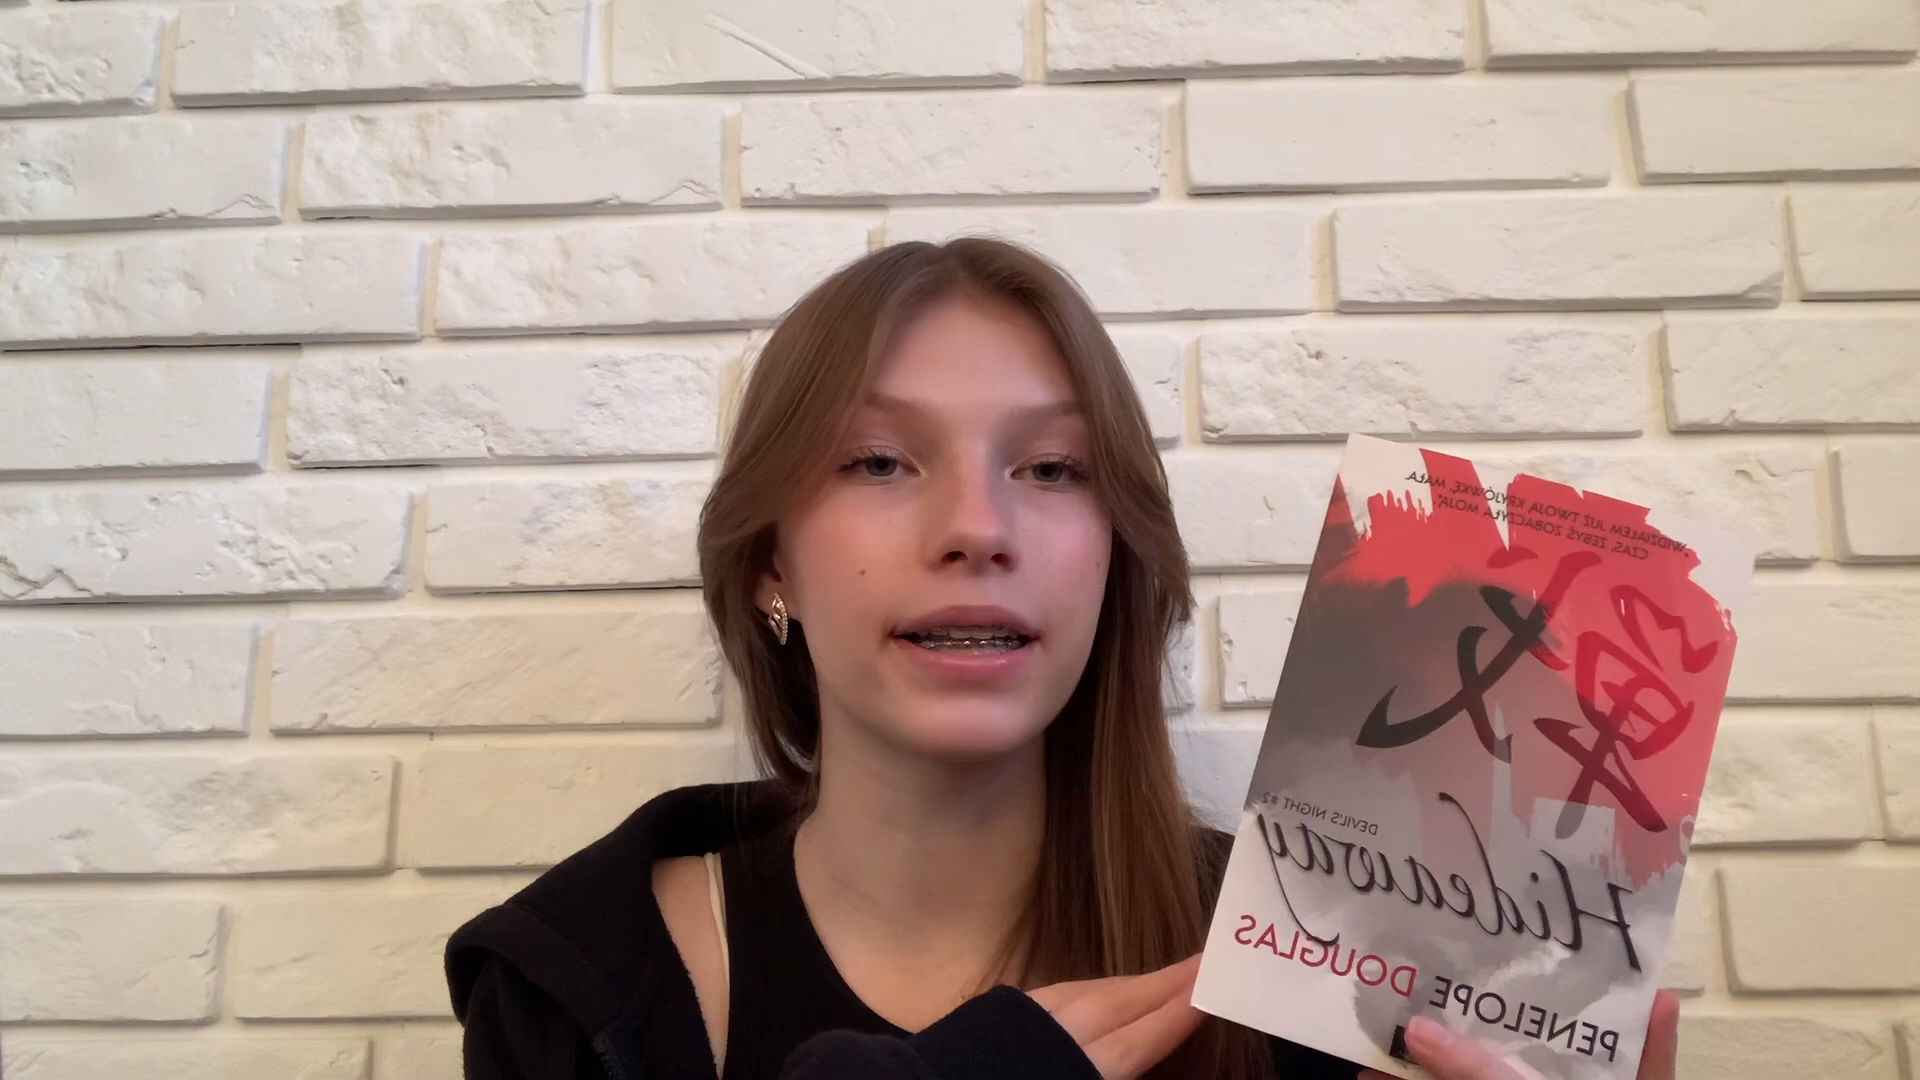 „WIDZIAŁEM JUŻ TWOJĄ KRYJÓWKĘ, MAŁA.
CZAS, ŻEBYŚ ZOBACZYŁA MOJĄ”.
DEVIL'S NIGHT #2
Hideaway
PENELOPE DOUGLAS